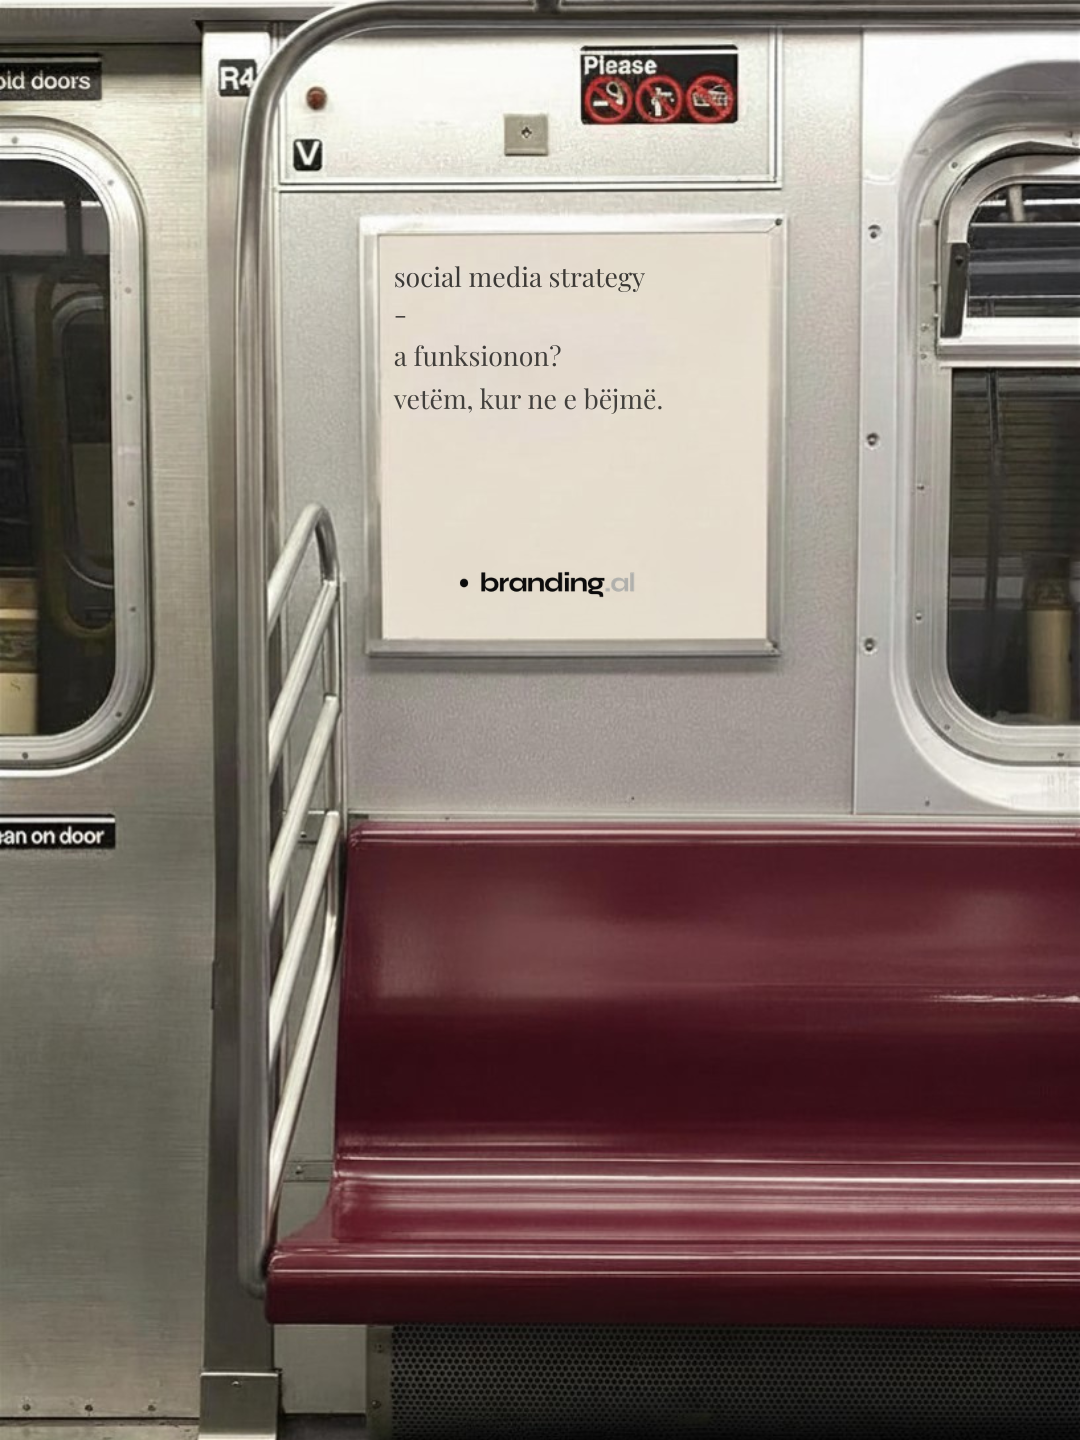 oid doors
R4
Please
V
social media strategy
-
a funksionon?
vetëm, kur ne e bëjmë.
• branding.al
ean on door